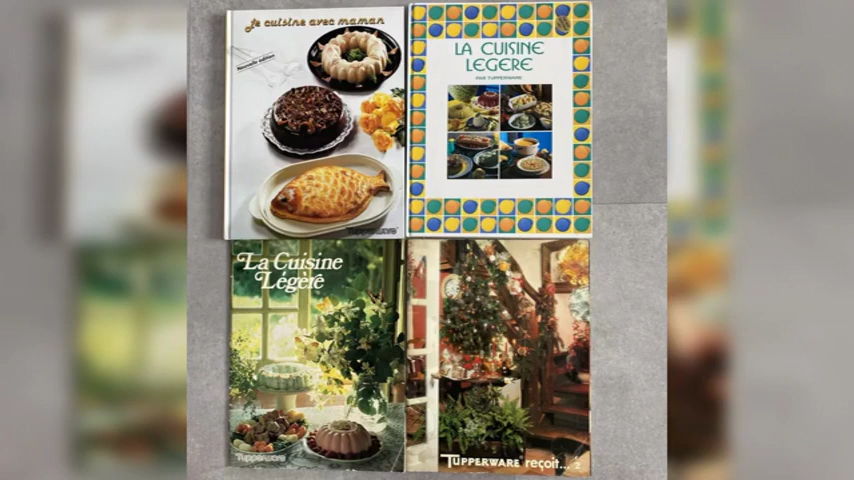 Je cuisine avec maman
Nouvelle édition
Tupperware
LA CUISINE
LEGERE
PAR TUPPERWARE
La Cuisine
Légère
Tupperware
TUPPERWARE reçoit... 2